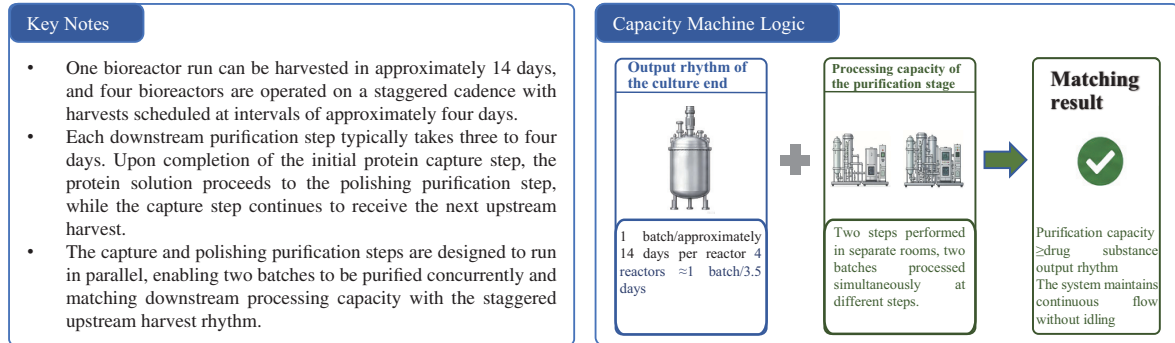 Key Notes
• One bioreactor run can be harvested in approximately 14 days,
and four bioreactors are operated on a staggered cadence with
harvests scheduled at intervals of approximately four days.
• Each downstream purification step typically takes three to four
days. Upon completion of the initial protein capture step, the
protein solution proceeds to the polishing purification step,
while the capture step continues to receive the next upstream
harvest.
• The capture and polishing purification steps are designed to run
in parallel, enabling two batches to be purified concurrently and
matching downstream processing capacity with the staggered
upstream harvest rhythm.
Capacity Machine Logic
Output rhythm of
the culture end
1 batch/approximately
14 days per reactor 4
reactors ≈1 batch/3.5
days
Processing capacity of
the purification stage
Two steps performed
in separate rooms, two
batches processed
simultaneously at
different steps.
Matching
result
Purification capacity
≥drug substance
output rhythm
The system maintains
continuous flow
without idling